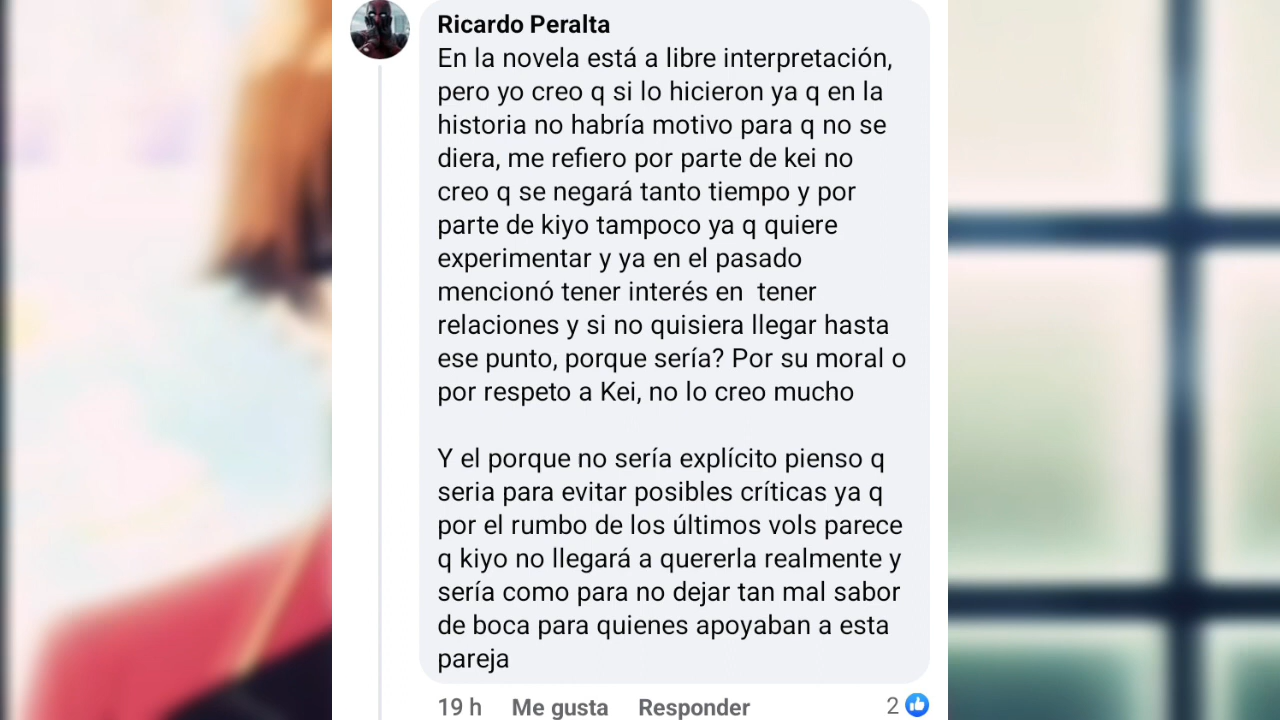 Ricardo Peralta
En la novela está a libre interpretación,
pero yo creo q si lo hicieron ya q en la
historia no habría motivo para q no se
diera, me refiero por parte de kei no
creo q se negará tanto tiempo y por
parte de kiyo tampoco ya q quiere
experimentar y ya en el pasado
mencionó tener interés en  tener
relaciones y si no quisiera llegar hasta
ese punto, porque sería? Por su moral o
por respeto a Kei, no lo creo mucho

Y el porque no sería explícito pienso q
seria para evitar posibles críticas ya q
por el rumbo de los últimos vols parece
q kiyo no llegará a quererla realmente y
sería como para no dejar tan mal sabor
de boca para quienes apoyaban a esta
pareja
19 h Me gusta Responder 2